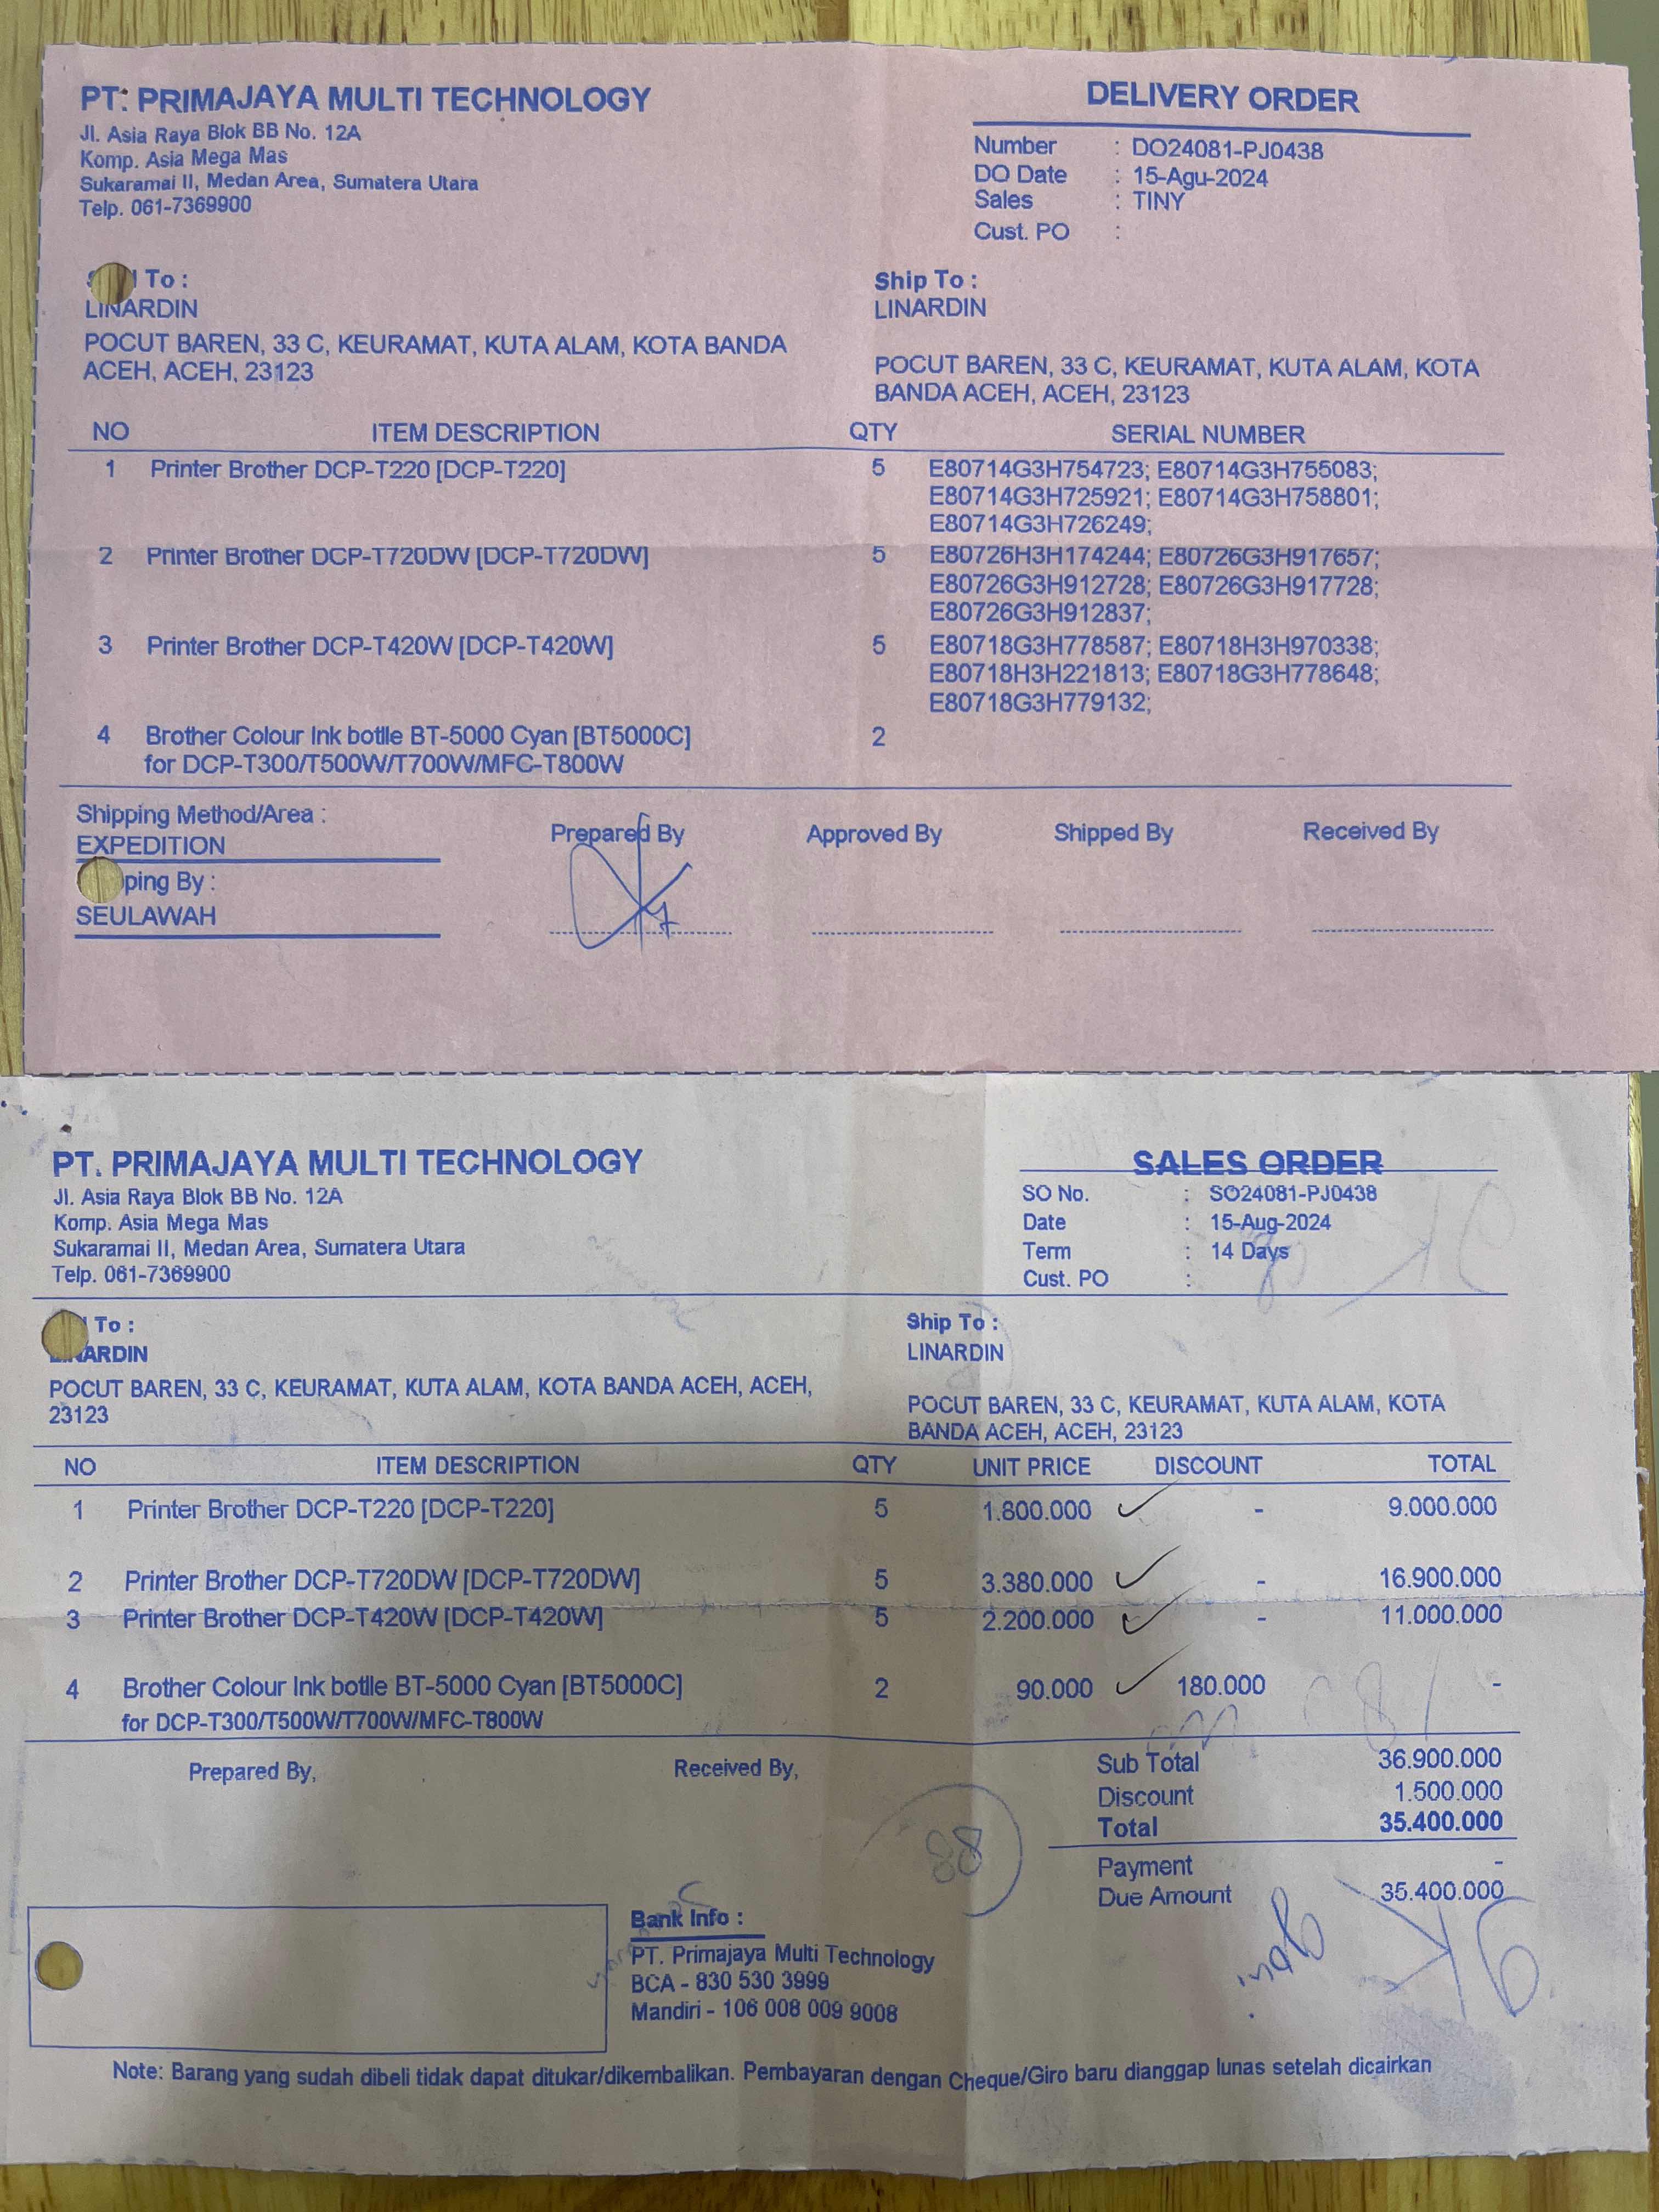 PT. PRIMAJAYA MULTI TECHNOLOGY
Jl. Asia Raya Blok BB No. 12A
Komp. Asia Mega Mas
Sukaramai II, Medan Area, Sumatera Utara
Telp. 061-7369900
DELIVERY ORDER
Number : DO24081-PJ0438
DO Date : 15-Agu-2024
Sales : TINY
Cust. PO :
To :
LINARDIN
POCUT BAREN, 33 C, KEURAMAT, KUTA ALAM, KOTA BANDA
ACEH, ACEH, 23123
Ship To :
LINARDIN
POCUT BAREN, 33 C, KEURAMAT, KUTA ALAM, KOTA
BANDA ACEH, ACEH, 23123
NO ITEM DESCRIPTION QTY SERIAL NUMBER
1 Printer Brother DCP-T220 [DCP-T220] 5 E80714G3H754723; E80714G3H755083;
E80714G3H725921; E80714G3H758801;
E80714G3H726249;
2 Printer Brother DCP-T720DW [DCP-T720DW] 5 E80726H3H174244; E80726G3H917657;
E80726G3H912728; E80726G3H917728;
E80726G3H912837;
3 Printer Brother DCP-T420W [DCP-T420W] 5 E80718G3H778587; E80718H3H970338;
E80718H3H221813; E80718G3H778648;
E80718G3H779132;
4 Brother Colour Ink botlle BT-5000 Cyan [BT5000C] 2
for DCP-T300/T500W/T700W/MFC-T800W
Shipping Method/Area :
EXPEDITION
ping By :
SEULAWAH
Prepared By Approved By Shipped By Received By
PT. PRIMAJAYA MULTI TECHNOLOGY
Jl. Asia Raya Blok BB No. 12A
Komp. Asia Mega Mas
Sukaramai II, Medan Area, Sumatera Utara
Telp. 061-7369900
SALES ORDER
SO No. : SO24081-PJ0438
Date : 15-Aug-2024
Term : 14 Days
Cust. PO :
To :
LINARDIN
POCUT BAREN, 33 C, KEURAMAT, KUTA ALAM, KOTA BANDA ACEH, ACEH,
23123
Ship To :
LINARDIN
POCUT BAREN, 33 C, KEURAMAT, KUTA ALAM, KOTA
BANDA ACEH, ACEH, 23123
NO ITEM DESCRIPTION QTY UNIT PRICE DISCOUNT TOTAL
1 Printer Brother DCP-T220 [DCP-T220] 5 1.800.000 - 9.000.000
2 Printer Brother DCP-T720DW [DCP-T720DW] 5 3.380.000 - 16.900.000
3 Printer Brother DCP-T420W [DCP-T420W] 5 2.200.000 - 11.000.000
4 Brother Colour Ink botlle BT-5000 Cyan [BT5000C] 2 90.000 180.000 -
for DCP-T300/T500W/T700W/MFC-T800W
Prepared By, Received By,
Sub Total 36.900.000
Discount 1.500.000
Total 35.400.000
Payment -
Due Amount 35.400.000
Bank Info :
PT. Primajaya Multi Technology
BCA - 830 530 3999
Mandiri - 106 008 009 9008
Note: Barang yang sudah dibeli tidak dapat ditukar/dikembalikan. Pembayaran dengan Cheque/Giro baru dianggap lunas setelah dicairkan